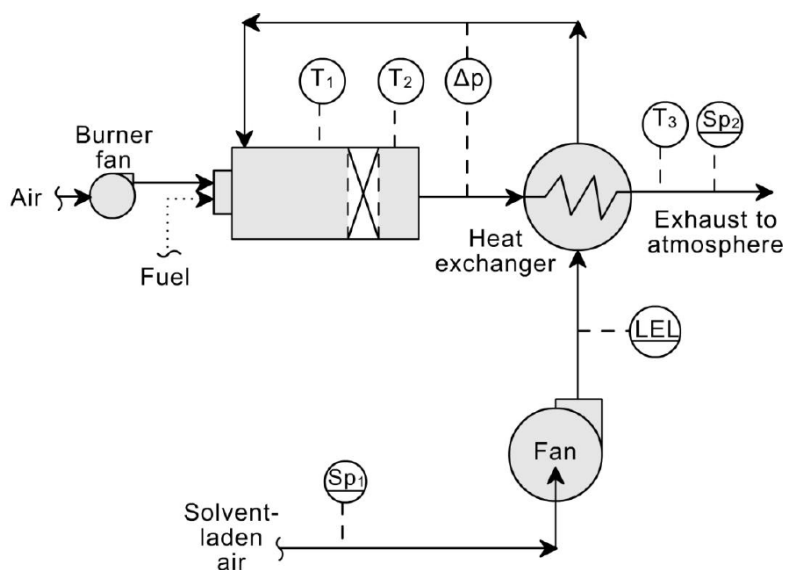 T1
T2
Δp
T3
Sp2
Burner
fan
Air
Fuel
Heat
exchanger
Exhaust to
atmosphere
LEL
Fan
Sp1
Solvent-
laden
air